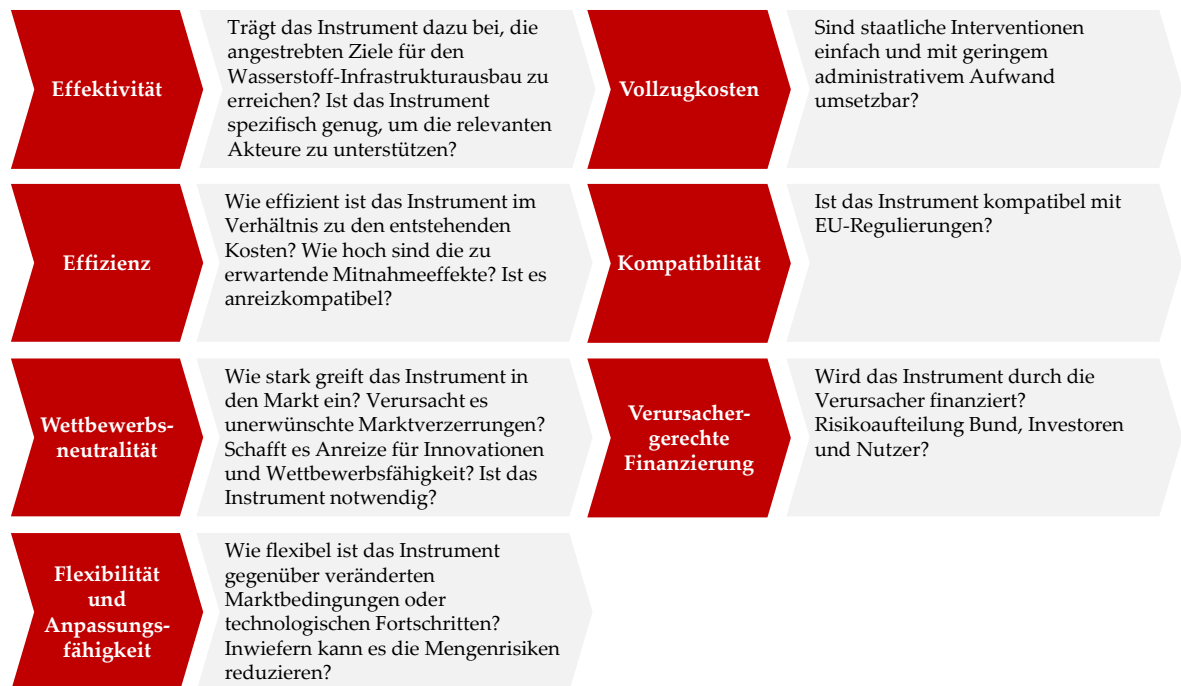 Effektivität
Trägt das Instrument dazu bei, die
angestrebten Ziele für den
Wasserstoff-Infrastrukturausbau zu
erreichen? Ist das Instrument
spezifisch genug, um die relevanten
Akteure zu unterstützen?
Vollzugkosten
Sind staatliche Interventionen
einfach und mit geringem
administrativem Aufwand
umsetzbar?
Effizienz
Wie effizient ist das Instrument im
Verhältnis zu den entstehenden
Kosten? Wie hoch sind die zu
erwartende Mitnahmeeffekte? Ist es
anreizkompatibel?
Kompatibilität
Ist das Instrument kompatibel mit
EU-Regulierungen?
Wettbewerbs-
neutralität
Wie stark greift das Instrument in
den Markt ein? Verursacht es
unerwünschte Marktverzerrungen?
Schafft es Anreize für Innovationen
und Wettbewerbsfähigkeit? Ist das
Instrument notwendig?
Verursacher-
gerechte
Finanzierung
Wird das Instrument durch die
Verursacher finanziert?
Risikoaufteilung Bund, Investoren
und Nutzer?
Flexibilität
und
Anpassungs-
fähigkeit
Wie flexibel ist das Instrument
gegenüber veränderten
Marktbedingungen oder
technologischen Fortschritten?
Inwiefern kann es die Mengenrisiken
reduzieren?